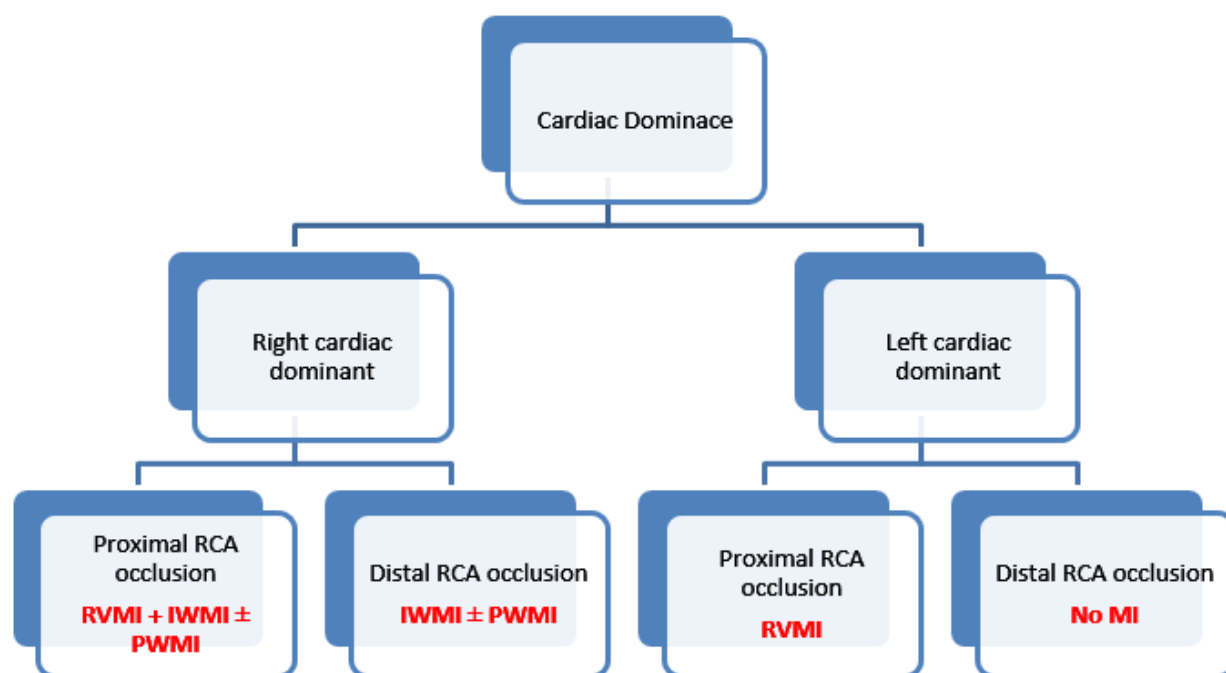 Cardiac Dominace
Right cardiac
dominant
Left cardiac
dominant
Proximal RCA
occlusion
RVMI + IWMI ±
PWMI
Distal RCA occlusion
IWMI ± PWMI
Proximal RCA
occlusion
RVMI
Distal RCA occlusion
No MI